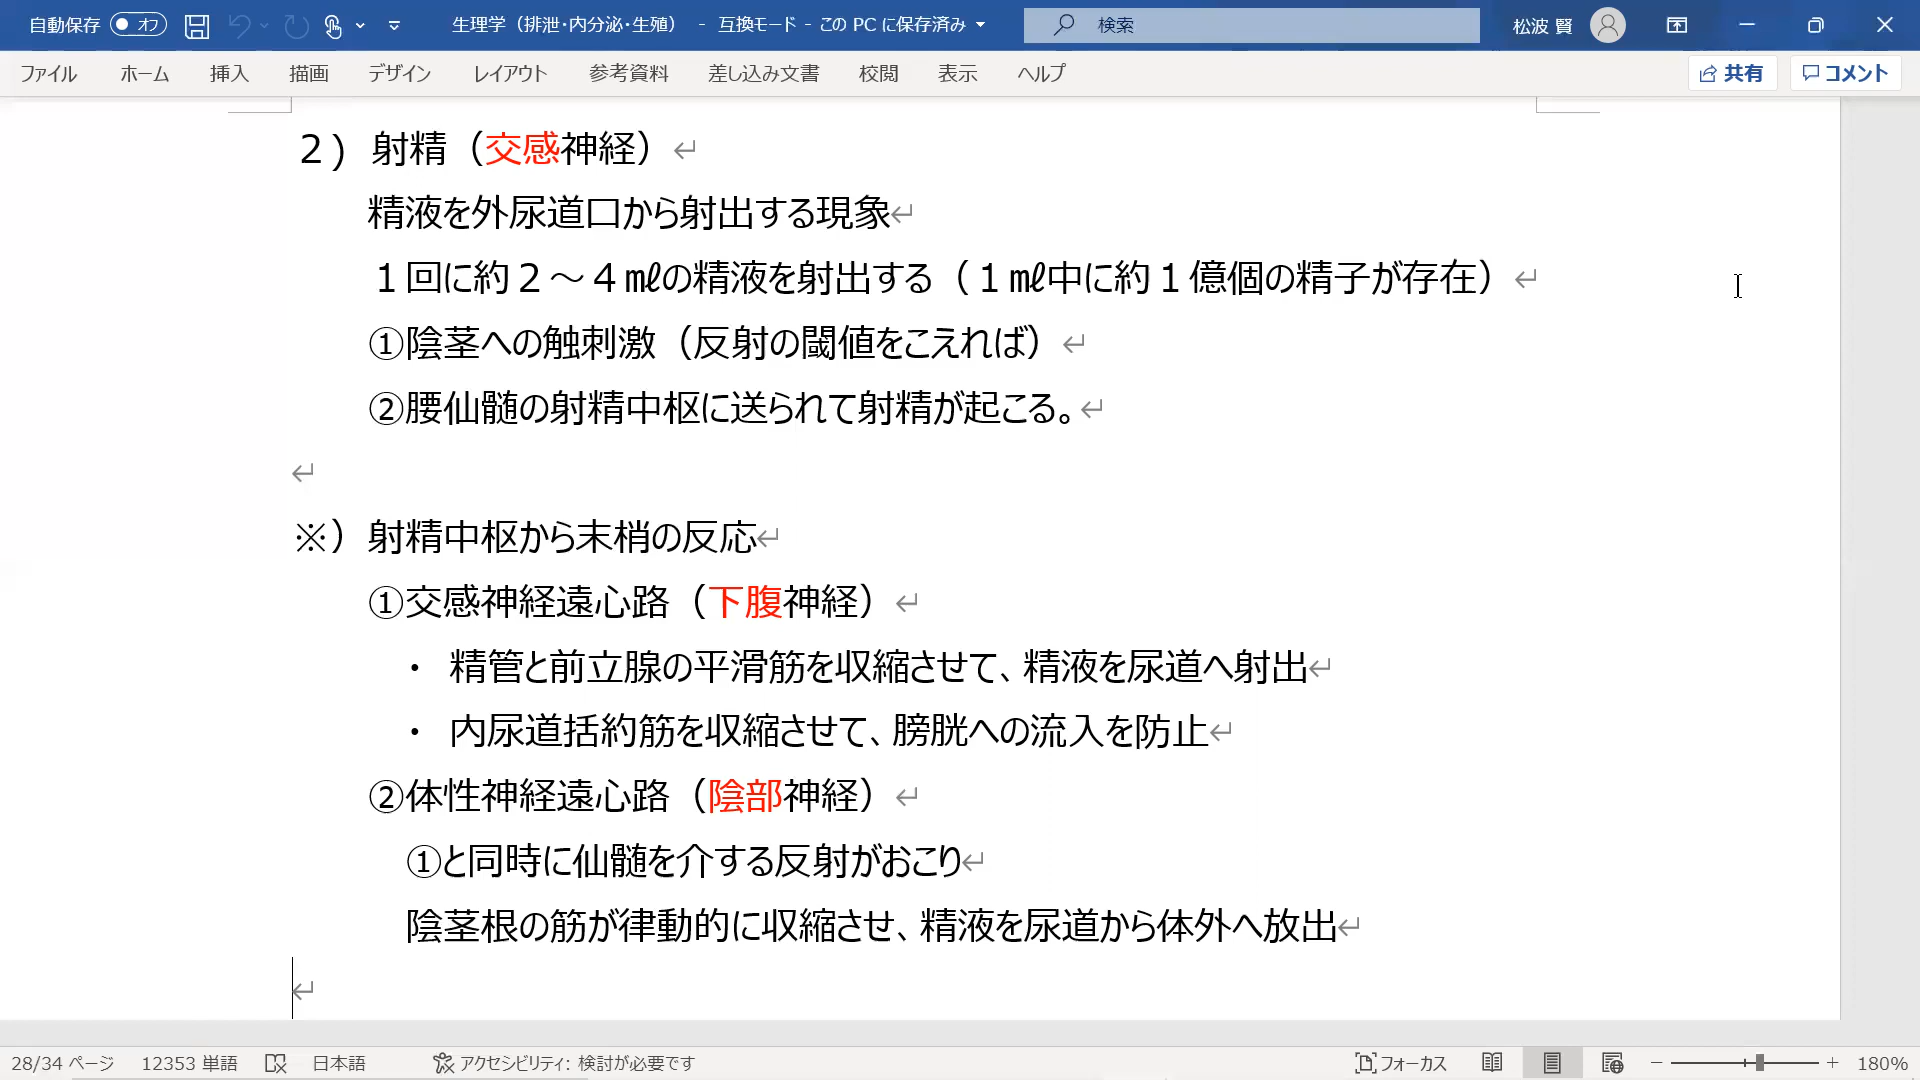 自動保存 オフ 生理学（排泄・内分泌・生殖） - 互換モード - この PC に保存済み 検索 松波 賢
ファイル ホーム 挿入 描画 デザイン レイアウト 参考資料 差し込み文書 校閲 表示 ヘルプ 共有 コメント
２) 射精（交感神経）
精液を外尿道口から射出する現象
１回に約２～４㎖の精液を射出する（１㎖中に約１億個の精子が存在）
①陰茎への触刺激（反射の閾値をこえれば）
②腰仙髄の射精中枢に送られて射精が起こる。
※）射精中枢から末梢の反応
①交感神経遠心路（下腹神経）
・ 精管と前立腺の平滑筋を収縮させて、精液を尿道へ射出
・ 内尿道括約筋を収縮させて、膀胱への流入を防止
②体性神経遠心路（陰部神経）
①と同時に仙髄を介する反射がおこり
陰茎根の筋が律動的に収縮させ、精液を尿道から体外へ放出
28/34 ページ 12353 単語 日本語 アクセシビリティ: 検討が必要です フォーカス 180%